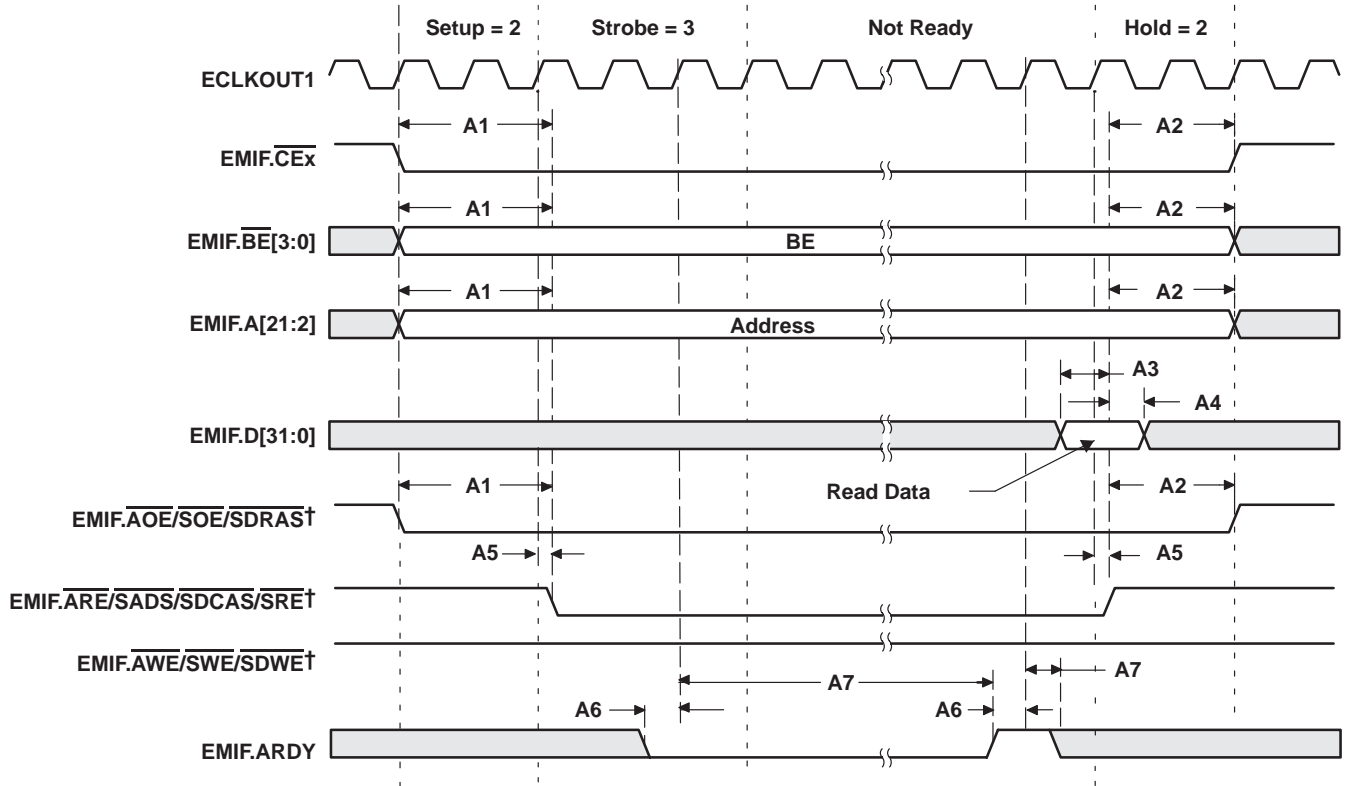 Setup = 2 Strobe = 3 Not Ready Hold = 2
ECLKOUT1
A1 A2
EMIF.CEx
A1 A2
EMIF.BE[3:0] BE
A1 A2
EMIF.A[21:2] Address
A3
A4
EMIF.D[31:0]
A1 Read Data A2
EMIF.AOE/SOE/SDRAS†
A5 A5
EMIF.ARE/SADS/SDCAS/SRE†
EMIF.AWE/SWE/SDWE†
A7 A7
A6 A6
EMIF.ARDY